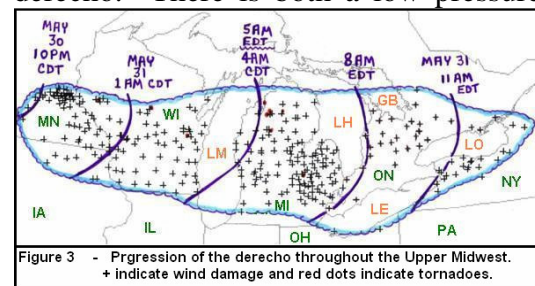 derecho. There is both a low pressure
MAY
30
10PM
CDT
MAY
31
1AM CDT
5AM
EDT
4AM
CDT
8AM
EDT
MAY 31
11AM
EDT
MN
WI
LM
LH
GB
LO
ON
NY
IA
IL
MI
OH
LE
PA
Figure 3 - Prgression of the derecho throughout the Upper Midwest.
+ indicate wind damage and red dots indicate tornadoes.